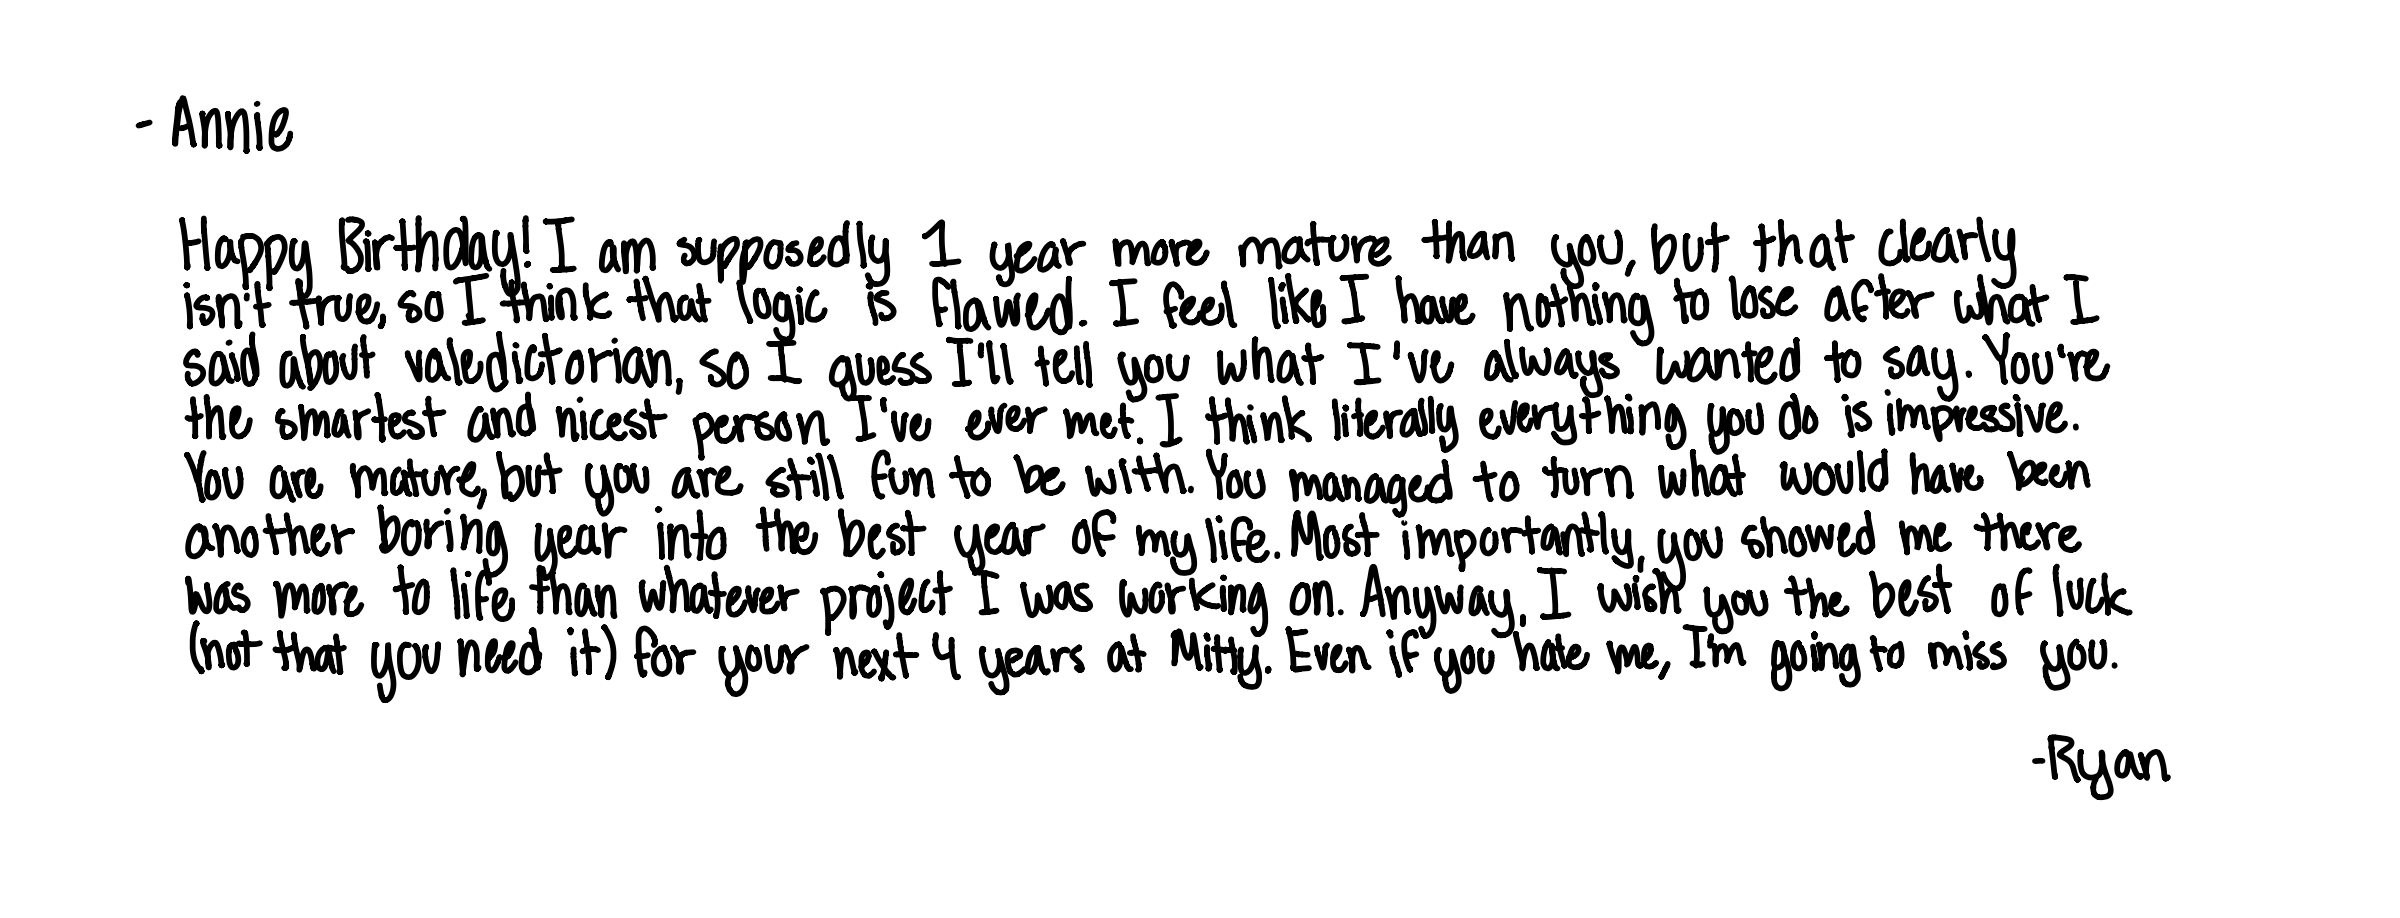 - Annie
Happy Birthday! I am supposedly 1 year more mature than you, but that clearly
isn't true, so I think that logic is flawed. I feel like I have nothing to lose after what I
said about valedictorian, so I guess I'll tell you what I've always wanted to say. You're
the smartest and nicest person I've ever met. I think literally everything you do is impressive.
You are mature, but you are still fun to be with. You managed to turn what would have been
another boring year into the best year of my life. Most importantly, you showed me there
was more to life than whatever project I was working on. Anyway, I wish you the best of luck
(not that you need it) for your next 4 years at Mitty. Even if you hate me, I'm going to miss you.
-Ryan